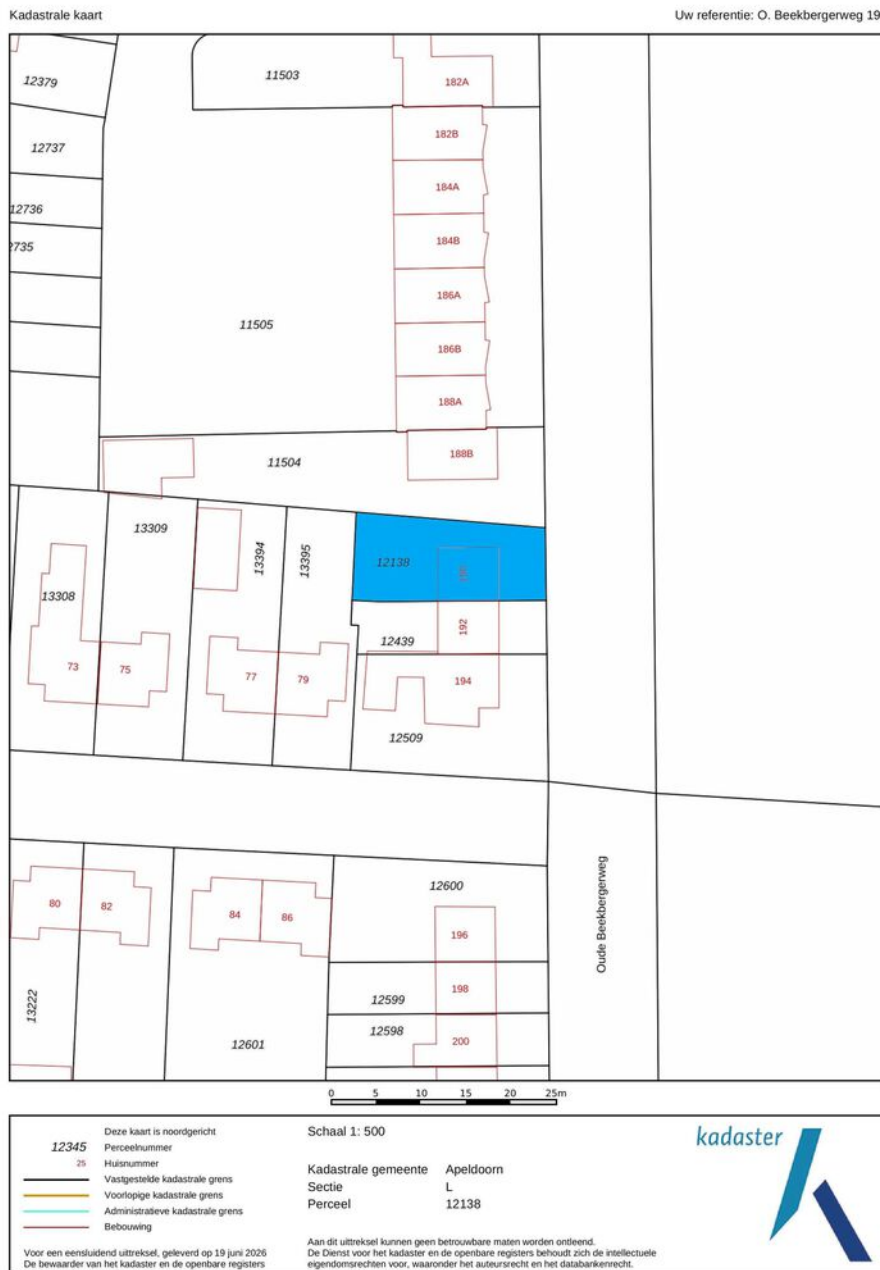 Kadastrale kaart
Uw referentie: O. Beekbergerweg 19
12379
11503
182A
12737
182B
184A
12736
184B
2735
186A
11505
186B
188A
188B
11504
13309
13394
13395
12138
190
13308
12439
192
73
75
77
79
194
12509
12600
80
82
84
86
196
Oude Beekbergerweg
13222
12599
198
12598
200
12601
0 5 10 15 20 25m
Deze kaart is noordgericht
12345 Perceelnummer
25 Huisnummer
Vastgestelde kadastrale grens
Voorlopige kadastrale grens
Administratieve kadastrale grens
Bebouwing
Voor een eensluidend uittreksel, geleverd op 19 juni 2026
De bewaarder van het kadaster en de openbare registers
Schaal 1: 500
Kadastrale gemeente Apeldoorn
Sectie L
Perceel 12138
Aan dit uittreksel kunnen geen betrouwbare maten worden ontleend.
De Dienst voor het kadaster en de openbare registers behoudt zich de intellectuele
eigendomsrechten voor, waaronder het auteursrecht en het databankenrecht.
kadaster